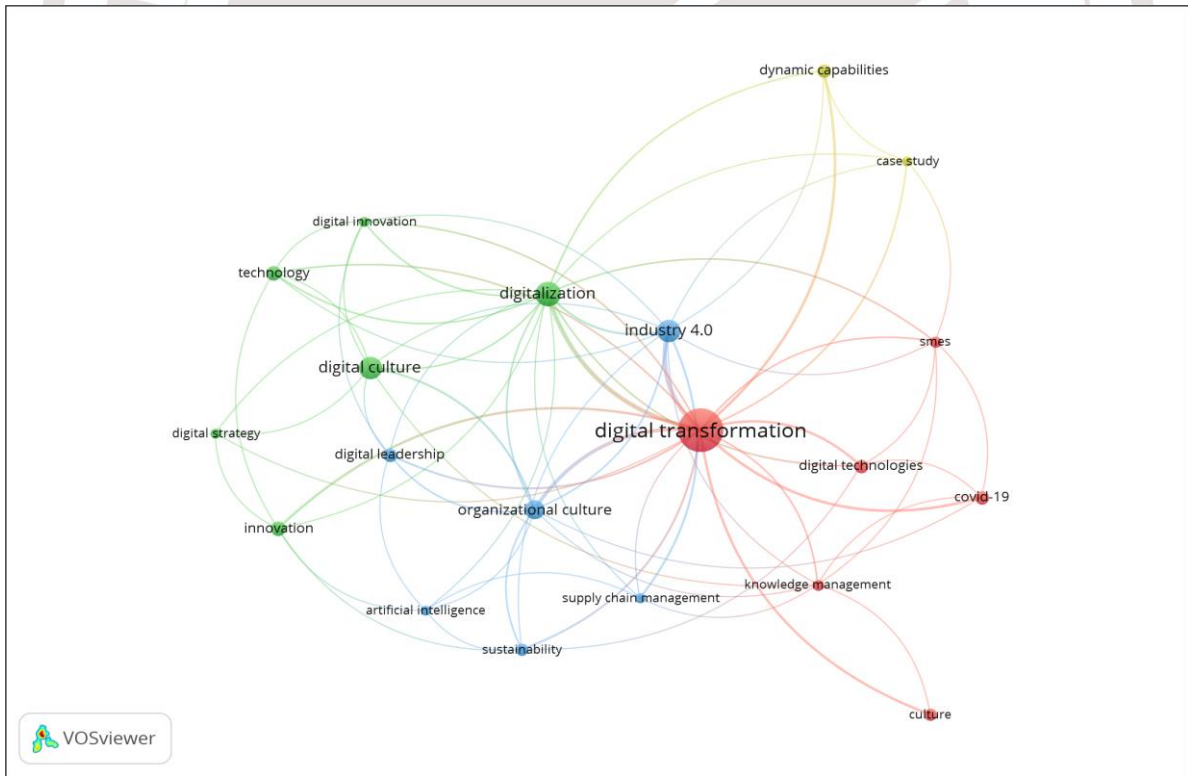 dynamic capabilities
case study
digital innovation
technology
digitalization
industry 4.0
smes
digital culture
digital strategy
digital transformation
digital leadership
digital technologies
covid-19
organizational culture
innovation
knowledge management
supply chain management
artificial intelligence
sustainability
culture
VOSviewer